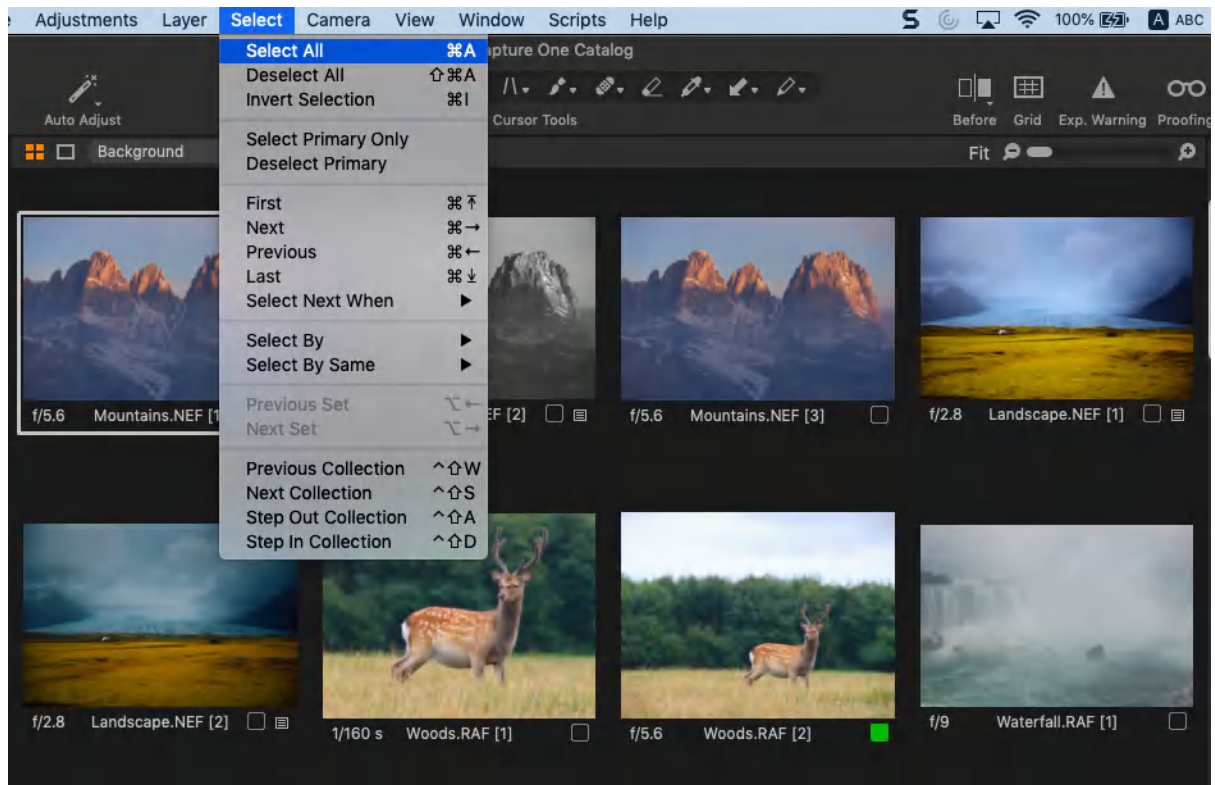 Adjustments Layer Select Camera View Window Scripts Help 100% A ABC
Select All ⌘A
apture One Catalog
Deselect All ⇧⌘A
Invert Selection ⌘I
Auto Adjust
Cursor Tools
Before Grid Exp. Warning Proofing
Select Primary Only
Background
Fit
Deselect Primary
First ⌘⤒
Next ⌘→
Previous ⌘←
Last ⌘⤓
Select Next When ▶
Select By ▶
Select By Same ▶
Previous Set ⌥←
Next Set ⌥→
f/5.6 Mountains.NEF [1
EF [2]
f/5.6 Mountains.NEF [3]
f/2.8 Landscape.NEF [1]
Previous Collection ^⇧W
Next Collection ^⇧S
Step Out Collection ^⇧A
Step In Collection ^⇧D
f/2.8 Landscape.NEF [2]
1/160 s Woods.RAF [1]
f/5.6 Woods.RAF [2]
f/9 Waterfall.RAF [1]